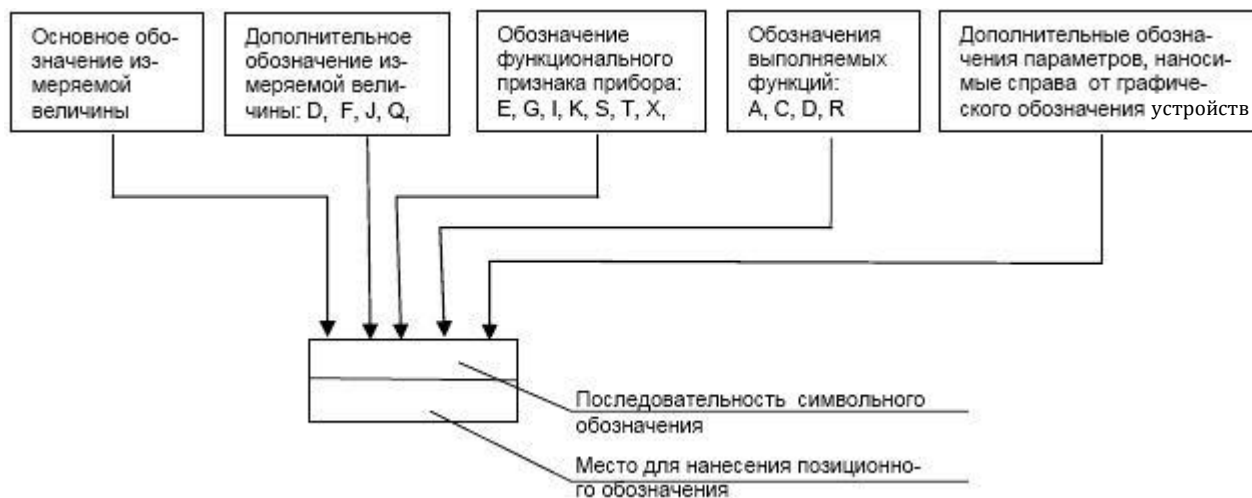 Основное обо-
значение из-
меряемой
величины
Дополнительное
обозначение из-
меряемой вели-
чины: D, F, J, Q,
Обозначение
функционального
признака прибора:
E, G, I, K, S, T, X,
Обозначения
выполняемых
функций:
A, C, D, R
Дополнительные обозна-
чения параметров, наноси-
мые справа от графиче-
ского обозначения устройств
Последовательность символьного
обозначения
Место для нанесения позиционно-
го обозначения